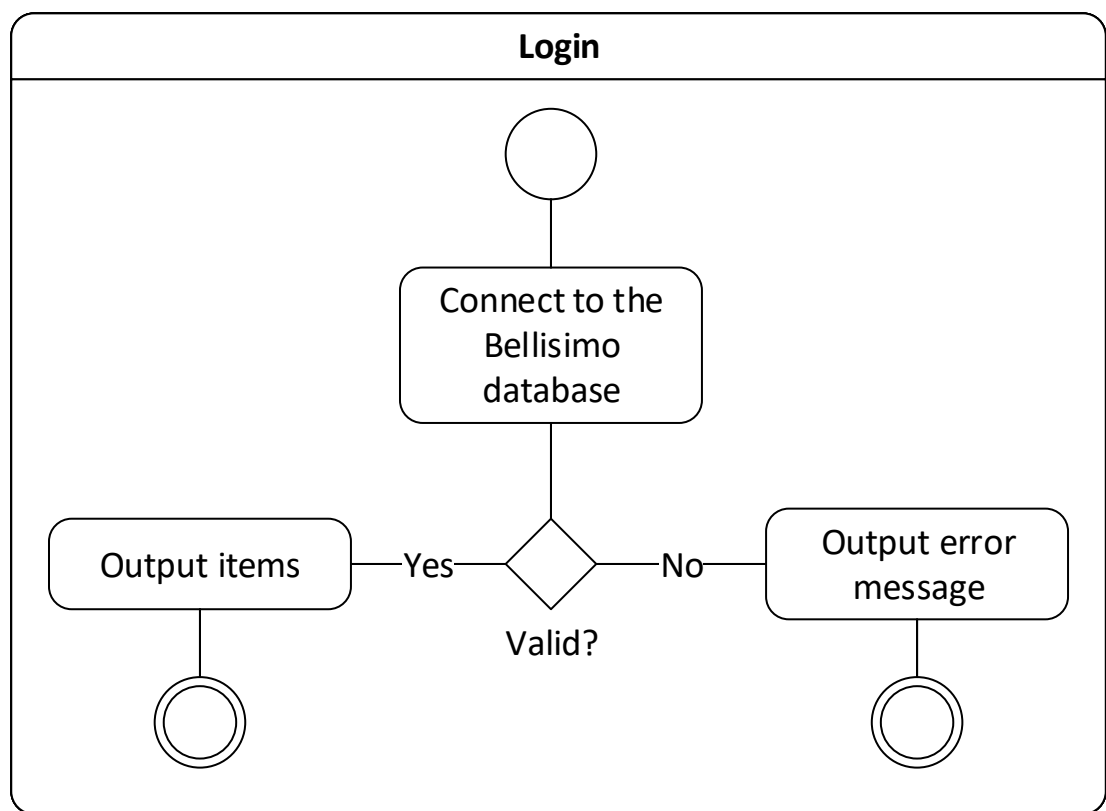 Login
Connect to the
Bellisimo
database
Output items
Yes
No
Output error
message
Valid?